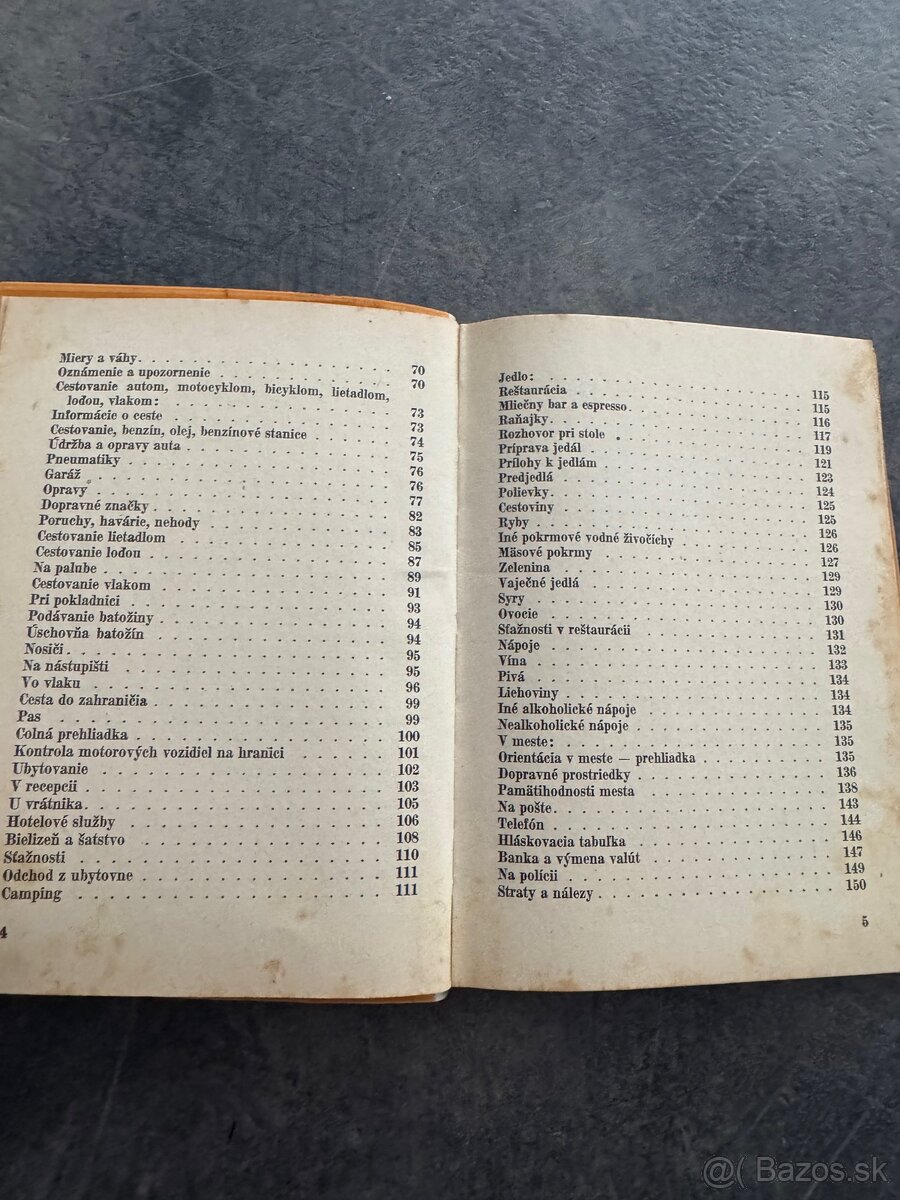 Miery a váhy 70
Oznámenie a upozornenie 70
Cestovanie autom, motocyklom, bicyklom, lietadlom,
loďou, vlakom: 73
Informácie o ceste 73
Cestovanie, benzín, olej, benzínové stanice 74
Údržba a opravy auta 75
Pneumatiky 76
Garáž 76
Opravy 77
Dopravné značky 82
Poruchy, havárie, nehody 83
Cestovanie lietadlom 85
Cestovanie loďou 87
Na palube 89
Cestovanie vlakom 91
Pri pokladnici 93
Podávanie batožiny 94
Úschovňa batožín 94
Nosiči 95
Na nástupišti 95
Vo vlaku 96
Cesta do zahraničia 99
Pas 99
Colná prehliadka 100
Kontrola motorových vozidiel na hranici 101
Ubytovanie 102
V recepcii 103
U vrátnika 105
Hotelové služby 106
Bielizeň a šatstvo 108
Sťažnosti 110
Odchod z ubytovne 111
Camping 111
4
Jedlo: 115
Reštaurácia 115
Mliečny bar a espresso 116
Raňajky 117
Rozhovor pri stole 119
Príprava jedál 121
Prílohy k jedlám 123
Predjedlá 124
Polievky 125
Cestoviny 125
Ryby 126
Iné pokrmové vodné živočíchy 126
Mäsové pokrmy 127
Zelenina 129
Vaječné jedlá 129
Syry 130
Ovocie 130
Sťažnosti v reštaurácii 131
Nápoje 132
Vína 133
Pivá 134
Liehoviny 134
Iné alkoholické nápoje 134
Nealkoholické nápoje 135
V meste: 135
Orientácia v meste — prehliadka 135
Dopravné prostriedky 136
Pamätihodnosti mesta 138
Na pošte 143
Telefón 144
Hláskovacia tabuľka 146
Banka a výmena valút 147
Na polícii 149
Straty a nálezy 150
5
@( Bazos.sk